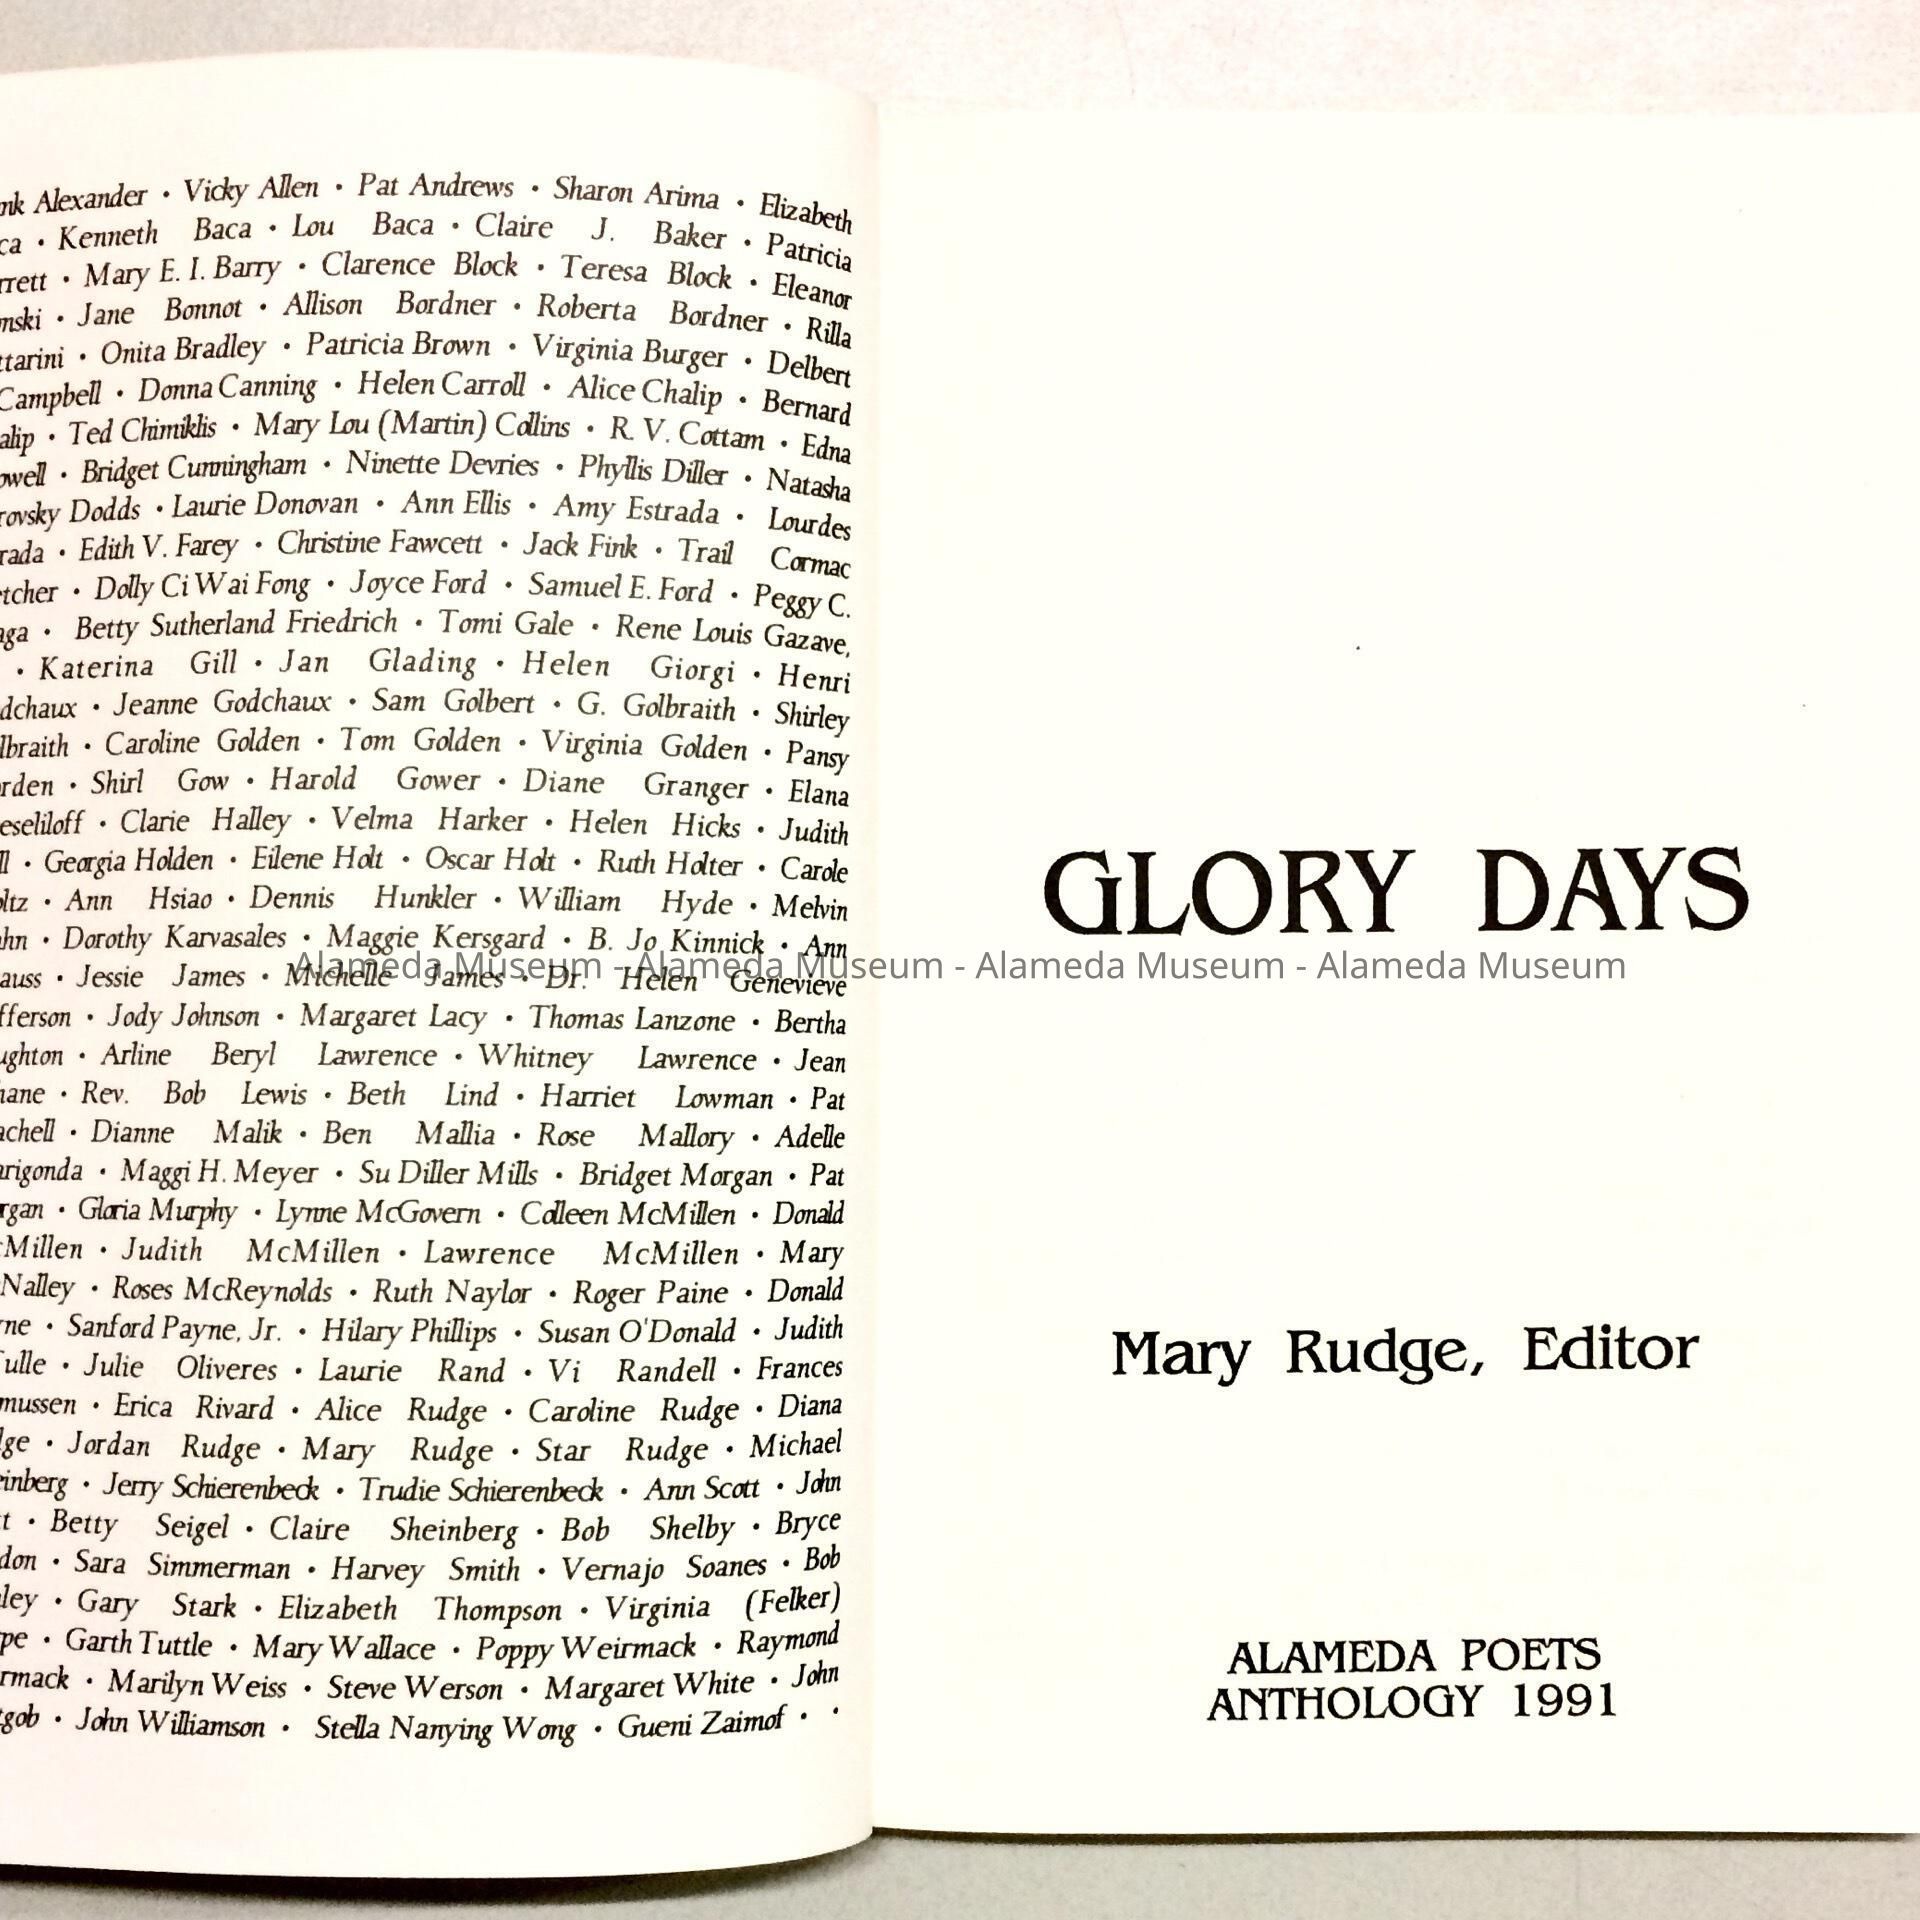 nk Alexander • Vicky Allen • Pat Andrews • Sharon Arima • Elizabeth
ca • Kenneth Baca • Lou Baca • Claire J. Baker • Patricia
rrett • Mary E. I. Barry • Clarence Block • Teresa Block • Eleanor
nski • Jane Bonnot • Allison Bordner • Roberta Bordner • Rilla
ttarini • Onita Bradley • Patricia Brown • Virginia Burger • Delbert
Campbell • Donna Canning • Helen Carroll • Alice Chalip • Bernard
alip • Ted Chimiklis • Mary Lou (Martin) Collins • R. V. Cottam • Edna
owell • Bridget Cunningham • Ninette Devries • Phyllis Diller • Natasha
rovsky Dodds • Laurie Donovan • Ann Ellis • Amy Estrada • Lourdes
rada • Edith V. Farey • Christine Fawcett • Jack Fink • Trail Cormac
etcher • Dolly Ci Wai Fong • Joyce Ford • Samuel E. Ford • Peggy C.
aga • Betty Sutherland Friedrich • Tomi Gale • Rene Louis Gazave,
• Katerina Gill • Jan Glading • Helen Giorgi • Henri
dchaux • Jeanne Godchaux • Sam Golbert • G. Golbraith • Shirley
lbraith • Caroline Golden • Tom Golden • Virginia Golden • Pansy
rden • Shirl Gow • Harold Gower • Diane Granger • Elana
eseliloff • Clarie Halley • Velma Harker • Helen Hicks • Judith
ll • Georgia Holden • Eilene Holt • Oscar Holt • Ruth Holter • Carole
oltz • Ann Hsiao • Dennis Hunkler • William Hyde • Melvin
ahn • Dorothy Karvasales • Maggie Kersgard • B. Jo Kinnick • Ann
auss • Jessie James • Michelle James • Dr. Helen Genevieve
fferson • Jody Johnson • Margaret Lacy • Thomas Lanzone • Bertha
ughton • Arline Beryl Lawrence • Whitney Lawrence • Jean
hane • Rev. Bob Lewis • Beth Lind • Harriet Lowman • Pat
achell • Dianne Malik • Ben Mallia • Rose Mallory • Adelle
arigonda • Maggi H. Meyer • Su Diller Mills • Bridget Morgan • Pat
rgan • Gloria Murphy • Lynne McGovern • Colleen McMillen • Donald
cMillen • Judith McMillen • Lawrence McMillen • Mary
Nalley • Roses McReynolds • Ruth Naylor • Roger Paine • Donald
yne • Sanford Payne, Jr. • Hilary Phillips • Susan O'Donald • Judith
ulle • Julie Oliveres • Laurie Rand • Vi Randell • Frances
mussen • Erica Rivard • Alice Rudge • Caroline Rudge • Diana
dge • Jordan Rudge • Mary Rudge • Star Rudge • Michael
einberg • Jerry Schierenbeck • Trudie Schierenbeck • Ann Scott • John
tt • Betty Seigel • Claire Sheinberg • Bob Shelby • Bryce
don • Sara Simmerman • Harvey Smith • Vernajo Soanes • Bob
ley • Gary Stark • Elizabeth Thompson • Virginia (Felker)
pe • Garth Tuttle • Mary Wallace • Poppy Weirmack • Raymond
rmack • Marilyn Weiss • Steve Werson • Margaret White • John
tgob • John Williamson • Stella Nanying Wong • Gueni Zaimof • •
GLORY DAYS
Alameda Museum - Alameda Museum - Alameda Museum - Alameda Museum
Mary Rudge, Editor
ALAMEDA POETS
ANTHOLOGY 1991